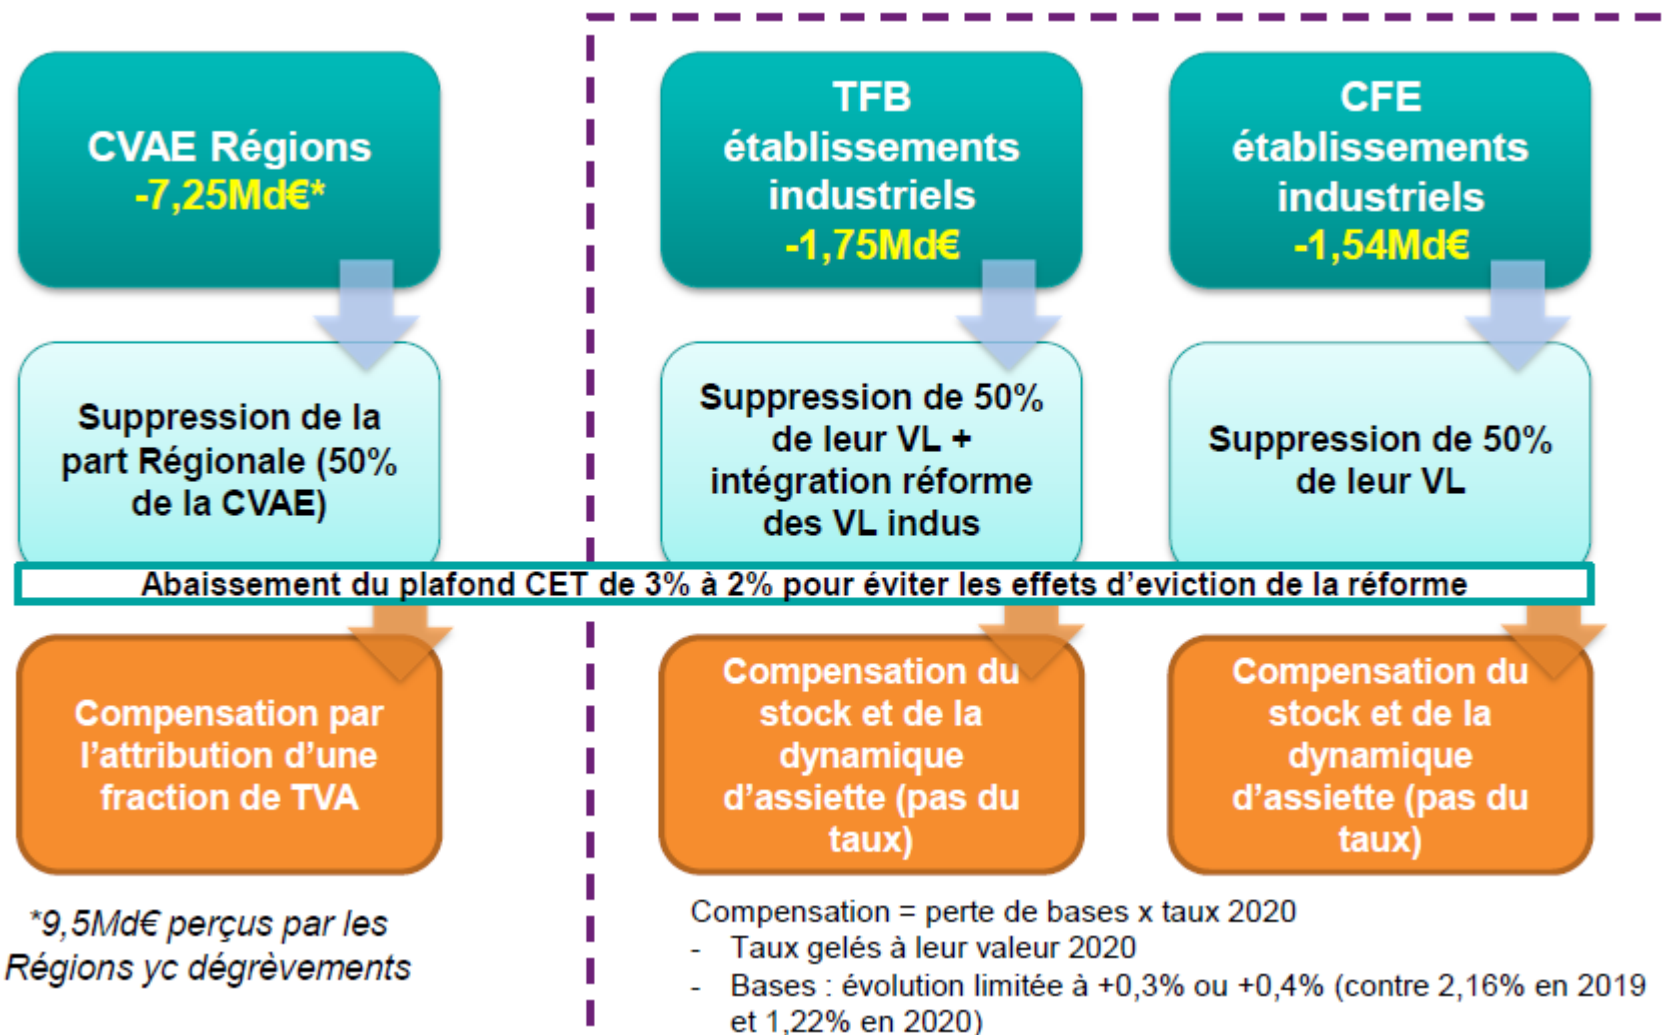 CVAE Régions
-7,25Md€*
TFB
établissements
industriels
-1,75Md€
CFE
établissements
industriels
-1,54Md€
Suppression de la
part Régionale (50%
de la CVAE)
Suppression de 50%
de leur VL +
intégration réforme
des VL indus
Suppression de 50%
de leur VL
Abaissement du plafond CET de 3% à 2% pour éviter les effets d’eviction de la réforme
Compensation par
l’attribution d’une
fraction de TVA
Compensation du
stock et de la
dynamique
d’assiette (pas du
taux)
Compensation du
stock et de la
dynamique
d’assiette (pas du
taux)
*9,5Md€ perçus par les
Régions yc dégrèvements
Compensation = perte de bases x taux 2020
- Taux gelés à leur valeur 2020
- Bases : évolution limitée à +0,3% ou +0,4% (contre 2,16% en 2019
et 1,22% en 2020)